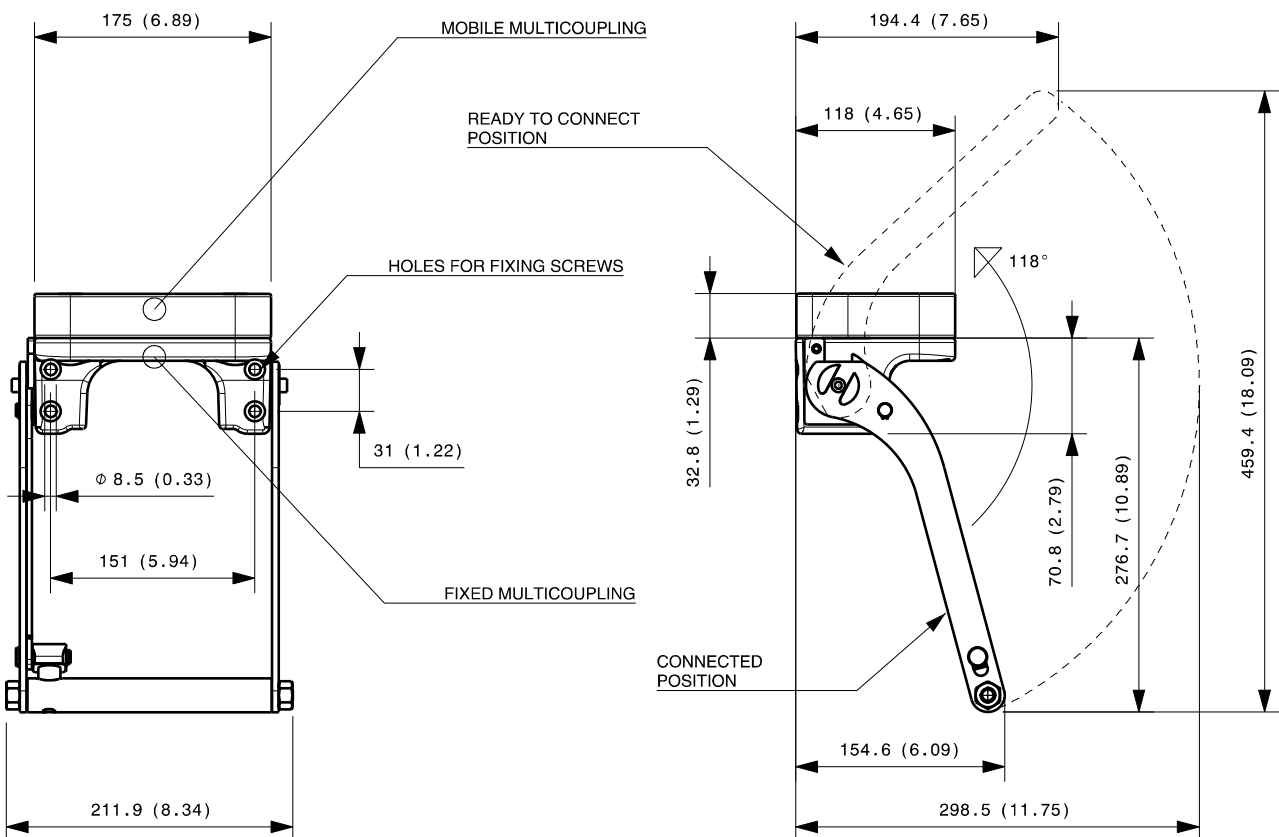 175 (6.89)
MOBILE MULTICOUPLING
194.4 (7.65)
READY TO CONNECT
POSITION
118 (4.65)
HOLES FOR FIXING SCREWS
118°
31 (1.22)
32.8 (1.29)
459.4 (18.09)
ϕ 8.5 (0.33)
70.8 (2.79)
276.7 (10.89)
151 (5.94)
FIXED MULTICOUPLING
CONNECTED
POSITION
154.6 (6.09)
211.9 (8.34)
298.5 (11.75)